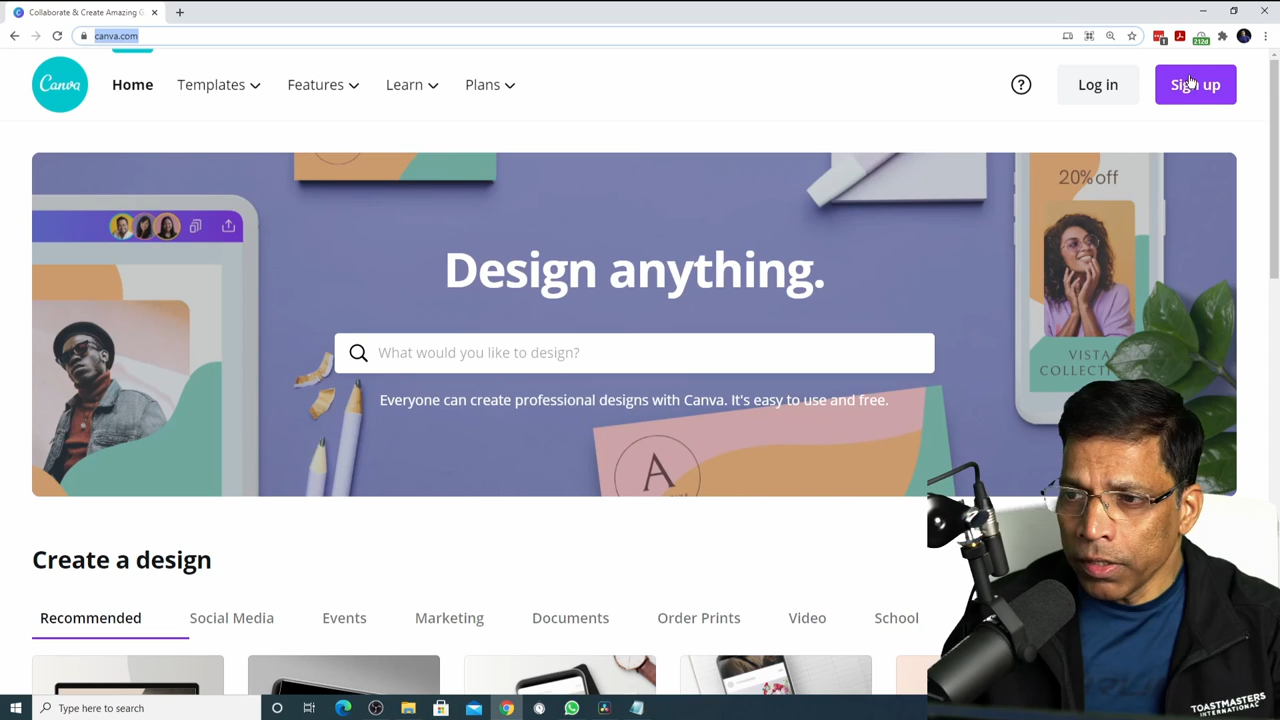 Collaborate & Create Amazing G
canva.com
1
212d
Canva
Home
Templates
Features
Learn
Plans
?
Log in
Sign up
20%off
Design anything.
What would you like to design?
VISTA
Everyone can create professional designs with Canva. It's easy to use and free.
A
Create a design
Recommended
Social Media
Events
Marketing
Documents
Order Prints
Video
School
Type here to search
TOASTMASTERS
INTERNATIONAL